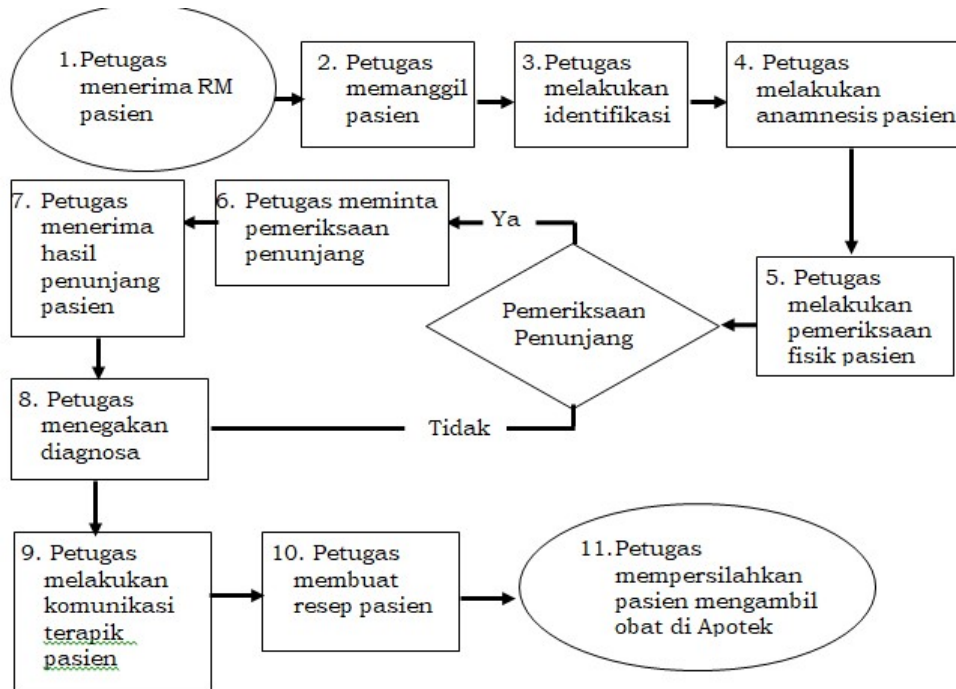 1.Petugas
menerima RM
pasien
2. Petugas
memanggil
pasien
3.Petugas
melakukan
identifikasi
4. Petugas
melakukan
anamnesis pasien
5. Petugas
melakukan
pemeriksaan
fisik pasien
Pemeriksaan
Penunjang
Ya
6. Petugas meminta
pemeriksaan
penunjang
7. Petugas
menerima
hasil
penunjang
pasien
Tidak
8. Petugas
menegakan
diagnosa
9. Petugas
melakukan
komunikasi
terapik
pasien
10. Petugas
membuat
resep pasien
11.Petugas
mempersilahkan
pasien mengambil
obat di Apotek